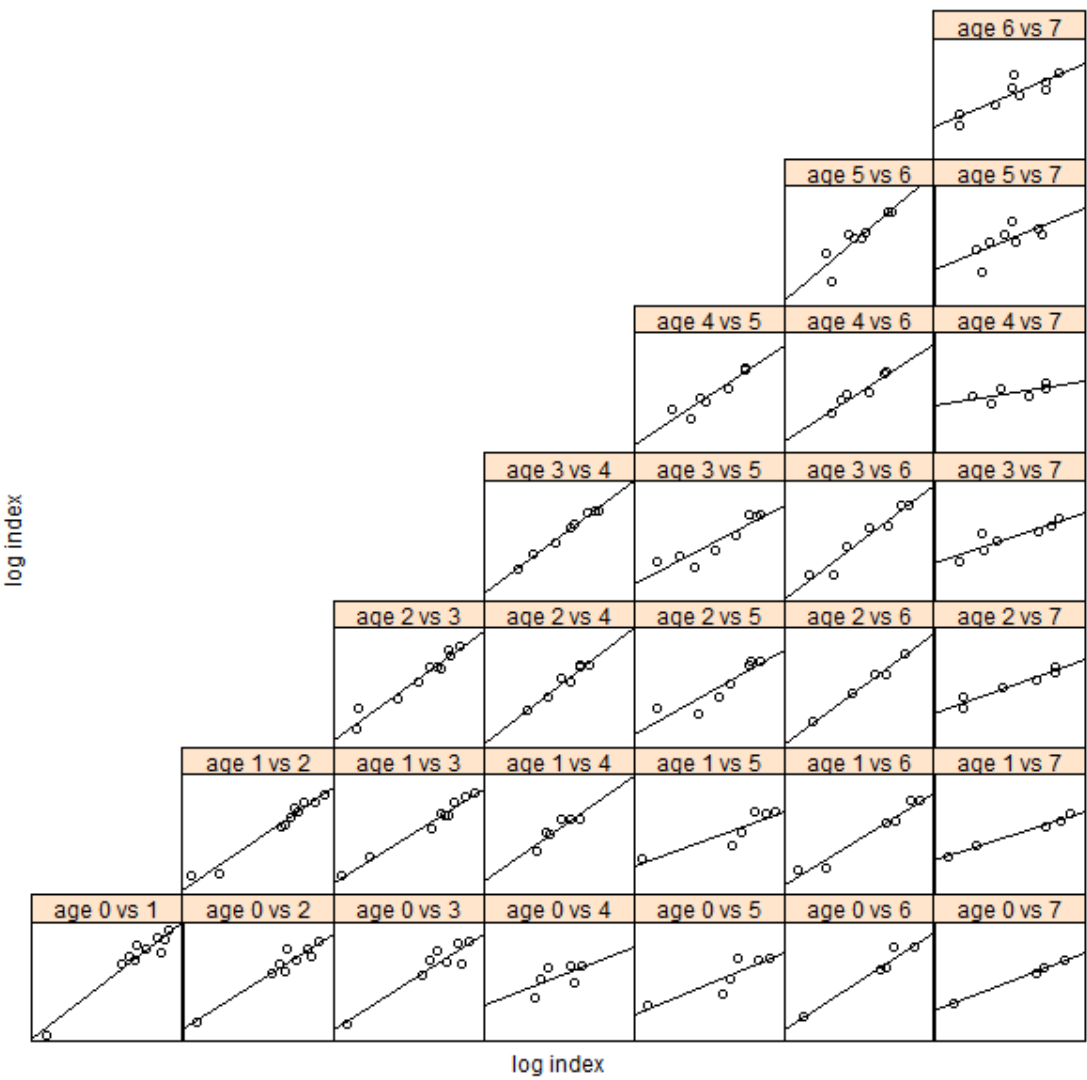 age 6 vs 7
age 5 vs 6 age 5 vs 7
age 4 vs 5 age 4 vs 6 age 4 vs 7
age 3 vs 4 age 3 vs 5 age 3 vs 6 age 3 vs 7
age 2 vs 3 age 2 vs 4 age 2 vs 5 age 2 vs 6 age 2 vs 7
age 1 vs 2 age 1 vs 3 age 1 vs 4 age 1 vs 5 age 1 vs 6 age 1 vs 7
age 0 vs 1 age 0 vs 2 age 0 vs 3 age 0 vs 4 age 0 vs 5 age 0 vs 6 age 0 vs 7
log index
log index